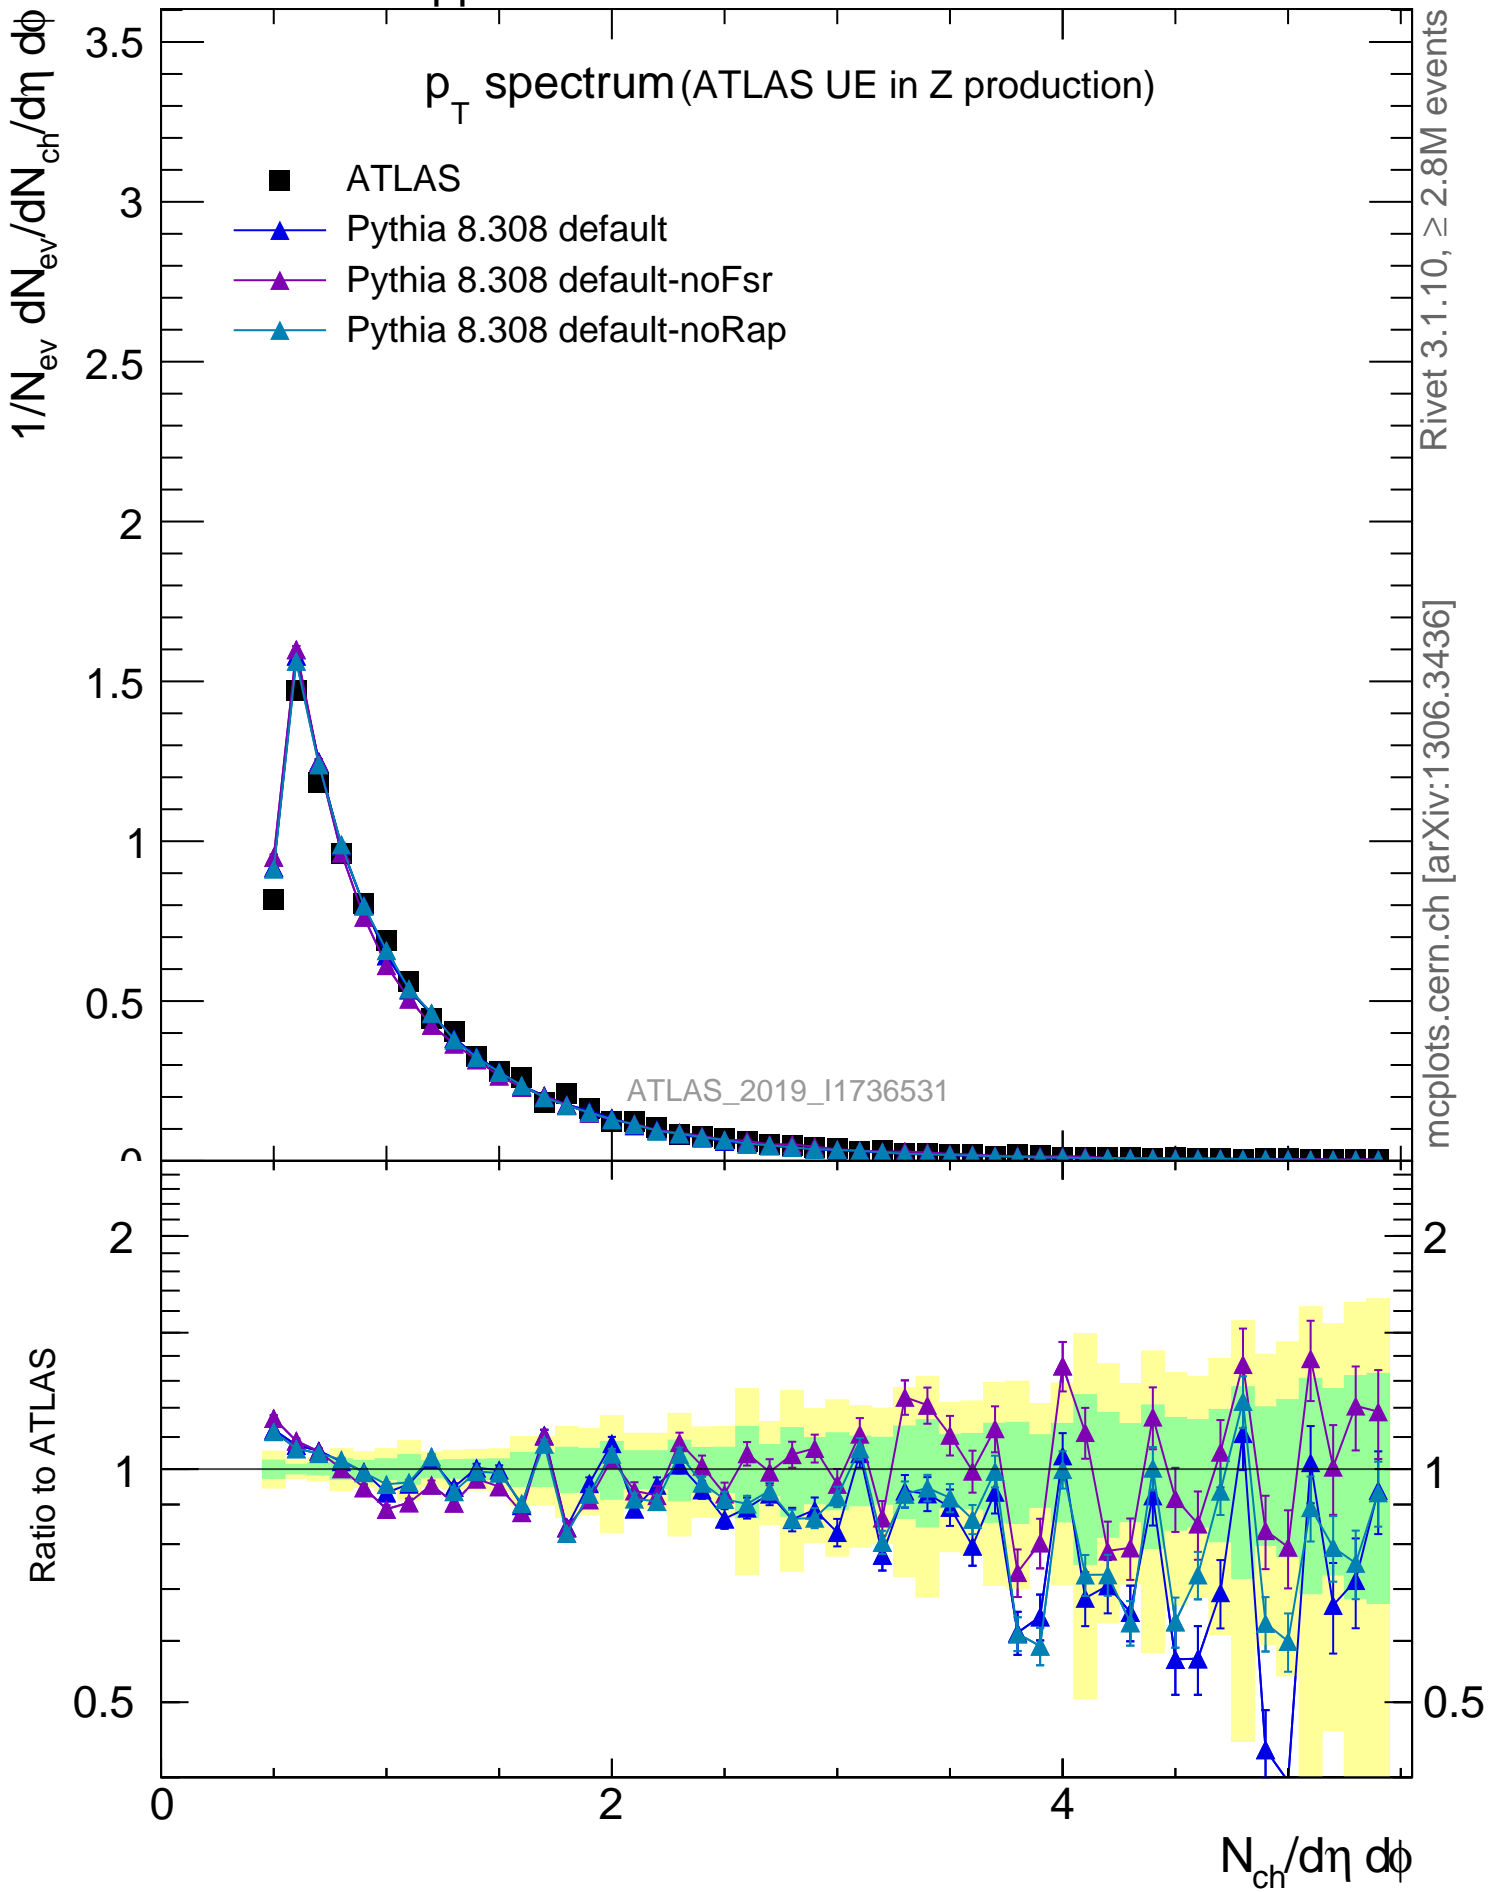 p_T spectrum (ATLAS UE in Z production)
1/N_ev dN_ev/dN_ch/dη dϕ
ATLAS
Pythia 8.308 default
Pythia 8.308 default-noFsr
Pythia 8.308 default-noRap
3.5
3
2.5
2
1.5
1
0.5
0
ATLAS_2019_I1736531
Rivet 3.1.10, ≥ 2.8M events
mcplots.cern.ch [arXiv:1306.3436]
Ratio to ATLAS
2
1
0.5
2
1
0.5
0
2
4
N_ch/dη dϕ